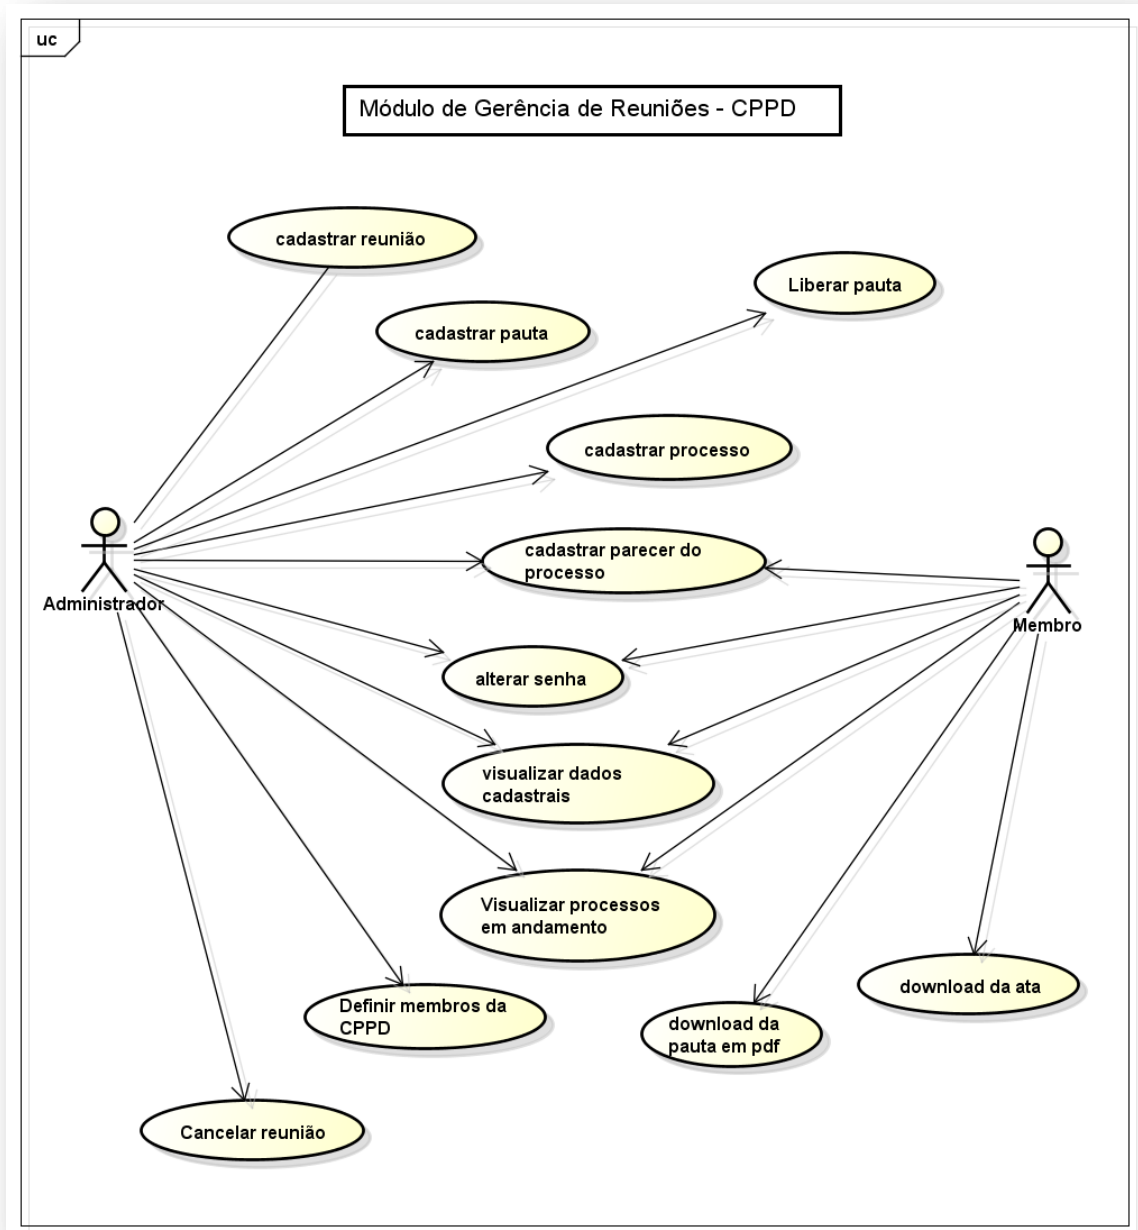 uc
Módulo de Gerência de Reuniões - CPPD
cadastrar reunião
Liberar pauta
cadastrar pauta
cadastrar processo
cadastrar parecer do
processo
Administrador
Membro
alterar senha
visualizar dados
cadastrais
Visualizar processos
em andamento
download da ata
Definir membros da
CPPD
download da
pauta em pdf
Cancelar reunião